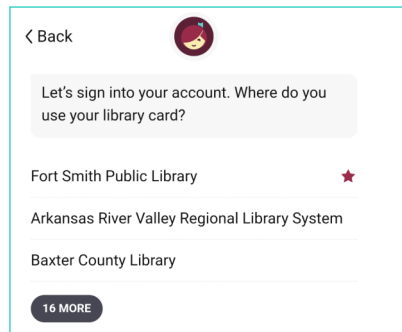 Back
Let's sign into your account. Where do you
use your library card?
Fort Smith Public Library
Arkansas River Valley Regional Library System
Baxter County Library
16 MORE